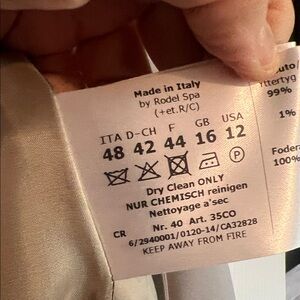 Made in Italy
by Rodel Spa
(+et.R/C)
ITA D-CH F GB USA
48 42 44 16 12
P
Dry Clean ONLY
NUR CHEMISCH reinigen
Nettoyage a'sec
CR Nr. 40 Art. 35CO
6/2940001/0120-14/CA32828
KEEP AWAY FROM FIRE
99%
1%
Foder
100%